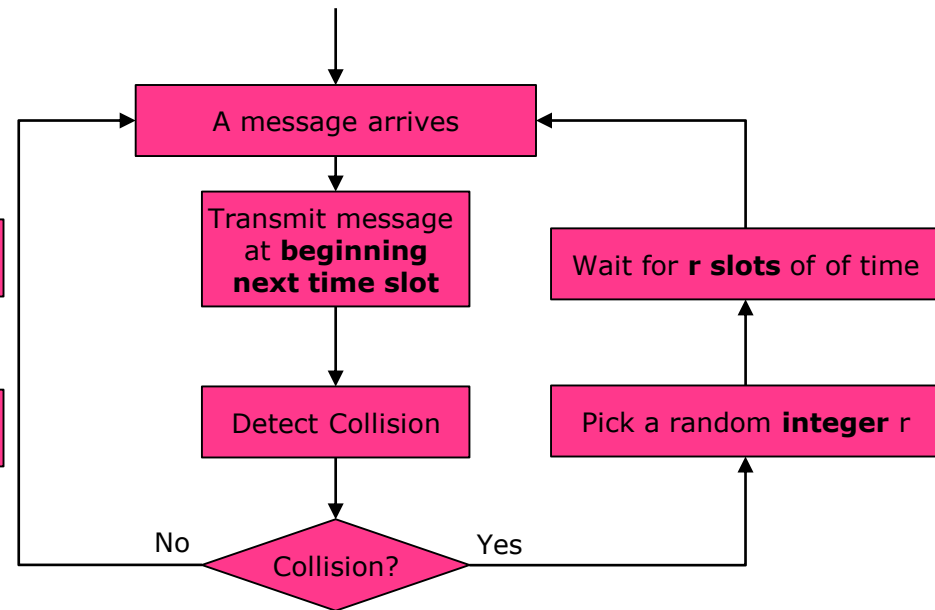 A message arrives
Transmit message
at beginning
next time slot
Wait for r slots of of time
Detect Collision
Pick a random integer r
No
Yes
Collision?